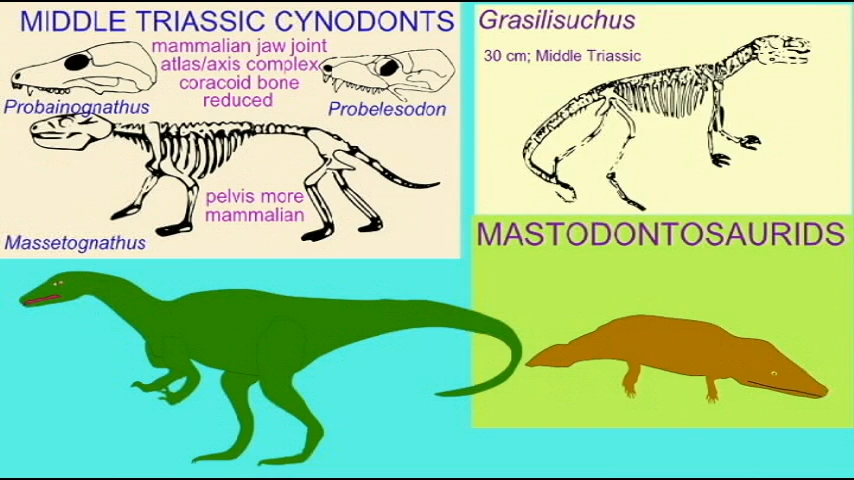 MIDDLE TRIASSIC CYNODONTS
mammalian jaw joint
atlas/axis complex
coracoid bone
reduced
Probainognathus
Probelesodon
pelvis more
mammalian
Massetognathus
Grasilisuchus
30 cm; Middle Triassic
MASTODONTOSAURIDS